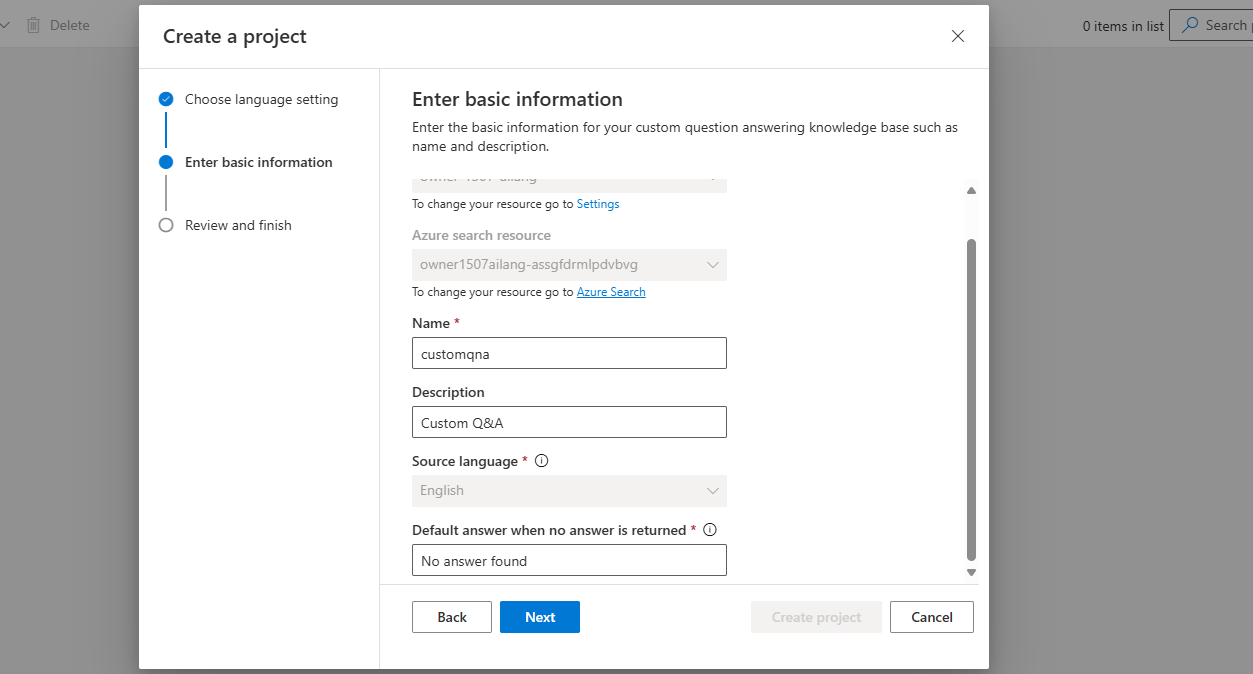 Delete
0 items in list
Search
Create a project
Choose language setting
Enter basic information
Review and finish
Enter basic information
Enter the basic information for your custom question answering knowledge base such as
name and description.
To change your resource go to Settings
Azure search resource
owner1507ailang-assgfdrmlpdvbvg
To change your resource go to Azure Search
Name *
customqna
Description
Custom Q&A
Source language *
English
Default answer when no answer is returned *
No answer found
Back
Next
Create project
Cancel